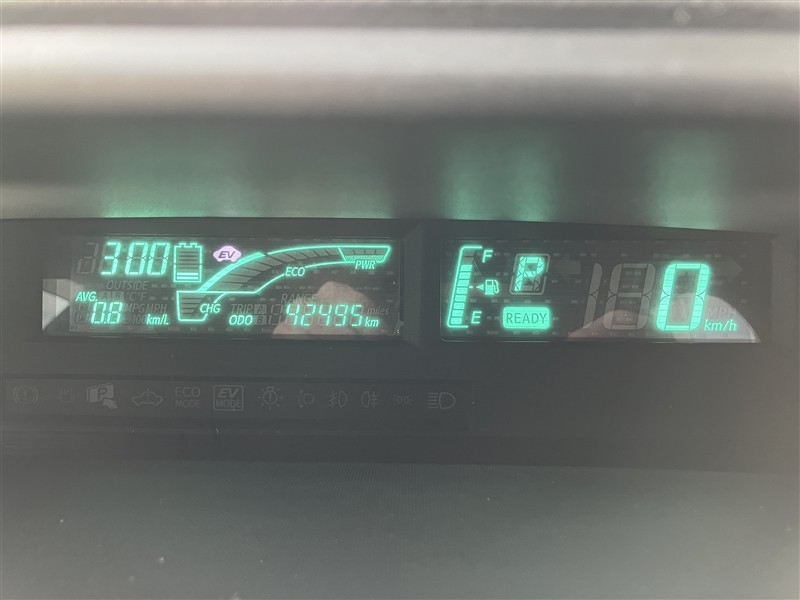 300
EV
ECO
PWR
OUTSIDE
AVG.
0.8
km/L
CHG
TRIP A
B
ODO
RANGE
42495 km
miles
F
E
P
READY
0
km/h
P
ECO
MODE
EV
MODE